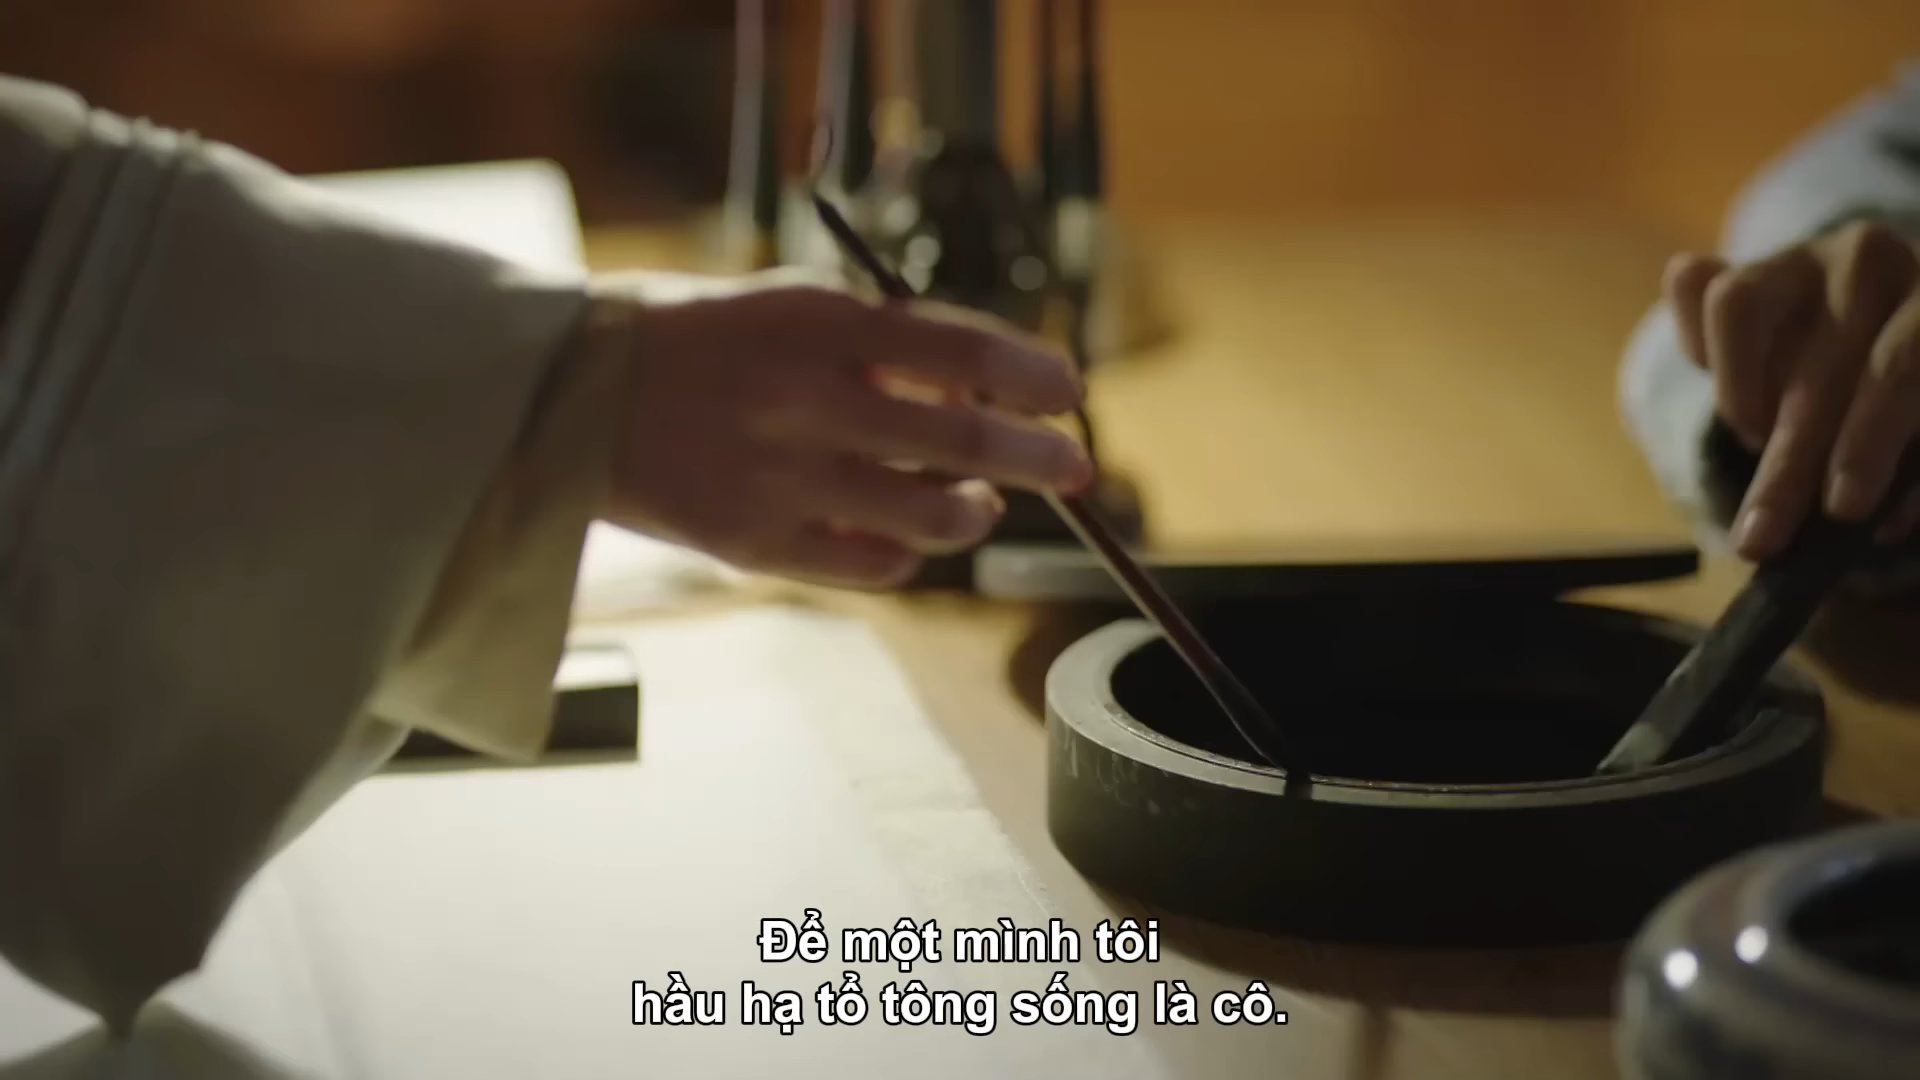 Để một mình tôi
hầu hạ tổ tông sống là cô.